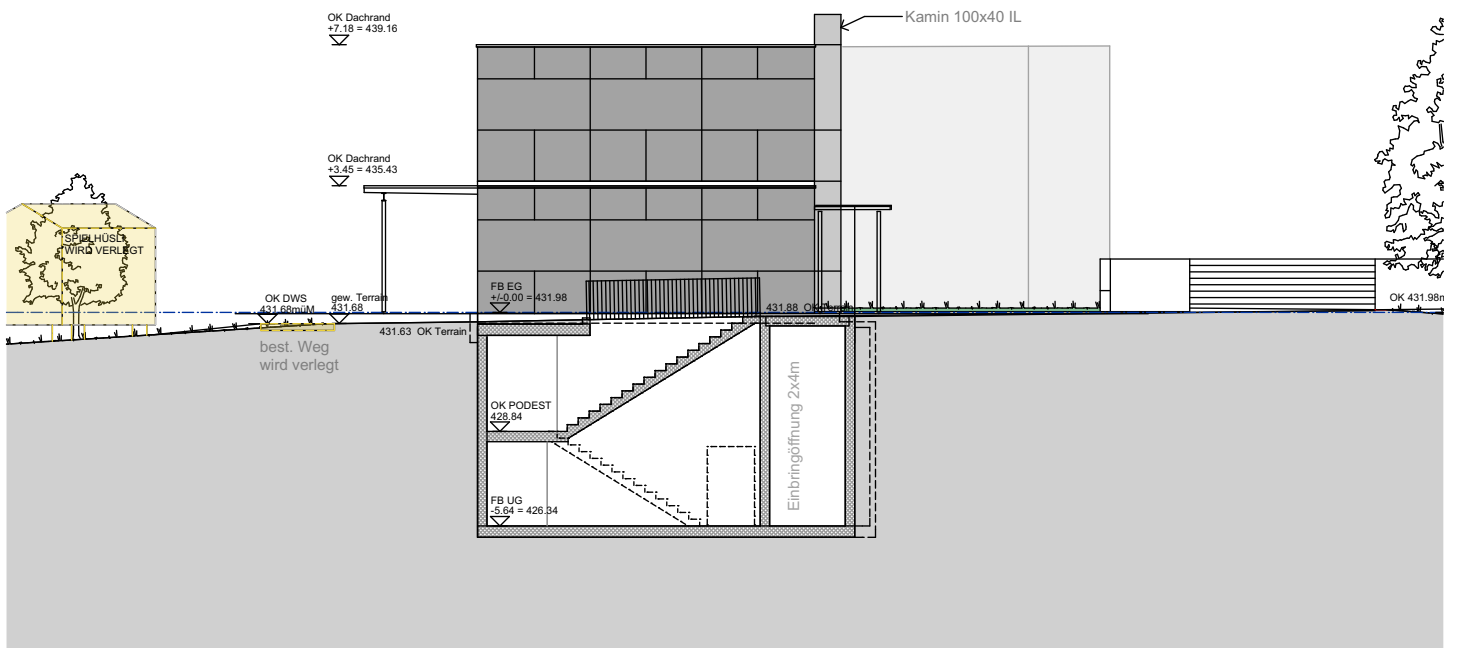 OK Dachrand
+7.18 = 439.16
Kamin 100x40 IL
OK Dachrand
+3.45 = 435.43
SPIELHÜSLI
WIRD VERLEGT
OK DWS
431.68müM
gew. Terrain
431.68
FB EG
+/-0.00 = 431.98
431.88 OK Terrain
OK 431.98m
431.63 OK Terrain
best. Weg
wird verlegt
OK PODEST
428.84
Einbringöffnung 2x4m
FB UG
-5.64 = 426.34